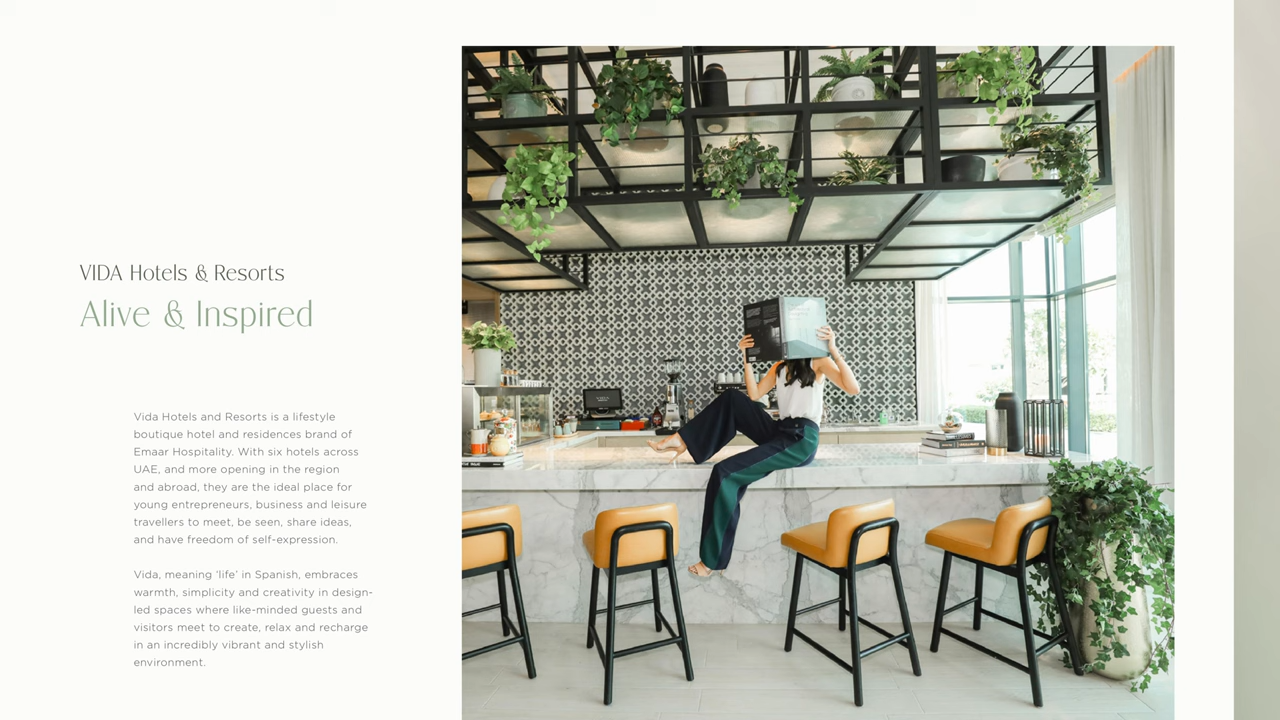 VIDA Hotels & Resorts
Alive & Inspired
Vida Hotels and Resorts is a lifestyle
boutique hotel and residences brand of
Emaar Hospitality. With six hotels across
UAE, and more opening in the region
and abroad, they are the ideal place for
young entrepreneurs, business and leisure
travellers to meet, be seen, share ideas,
and have freedom of self-expression.
Vida, meaning ‘life’ in Spanish, embraces
warmth, simplicity and creativity in design-
led spaces where like-minded guests and
visitors meet to create, relax and recharge
in an incredibly vibrant and stylish
environment.